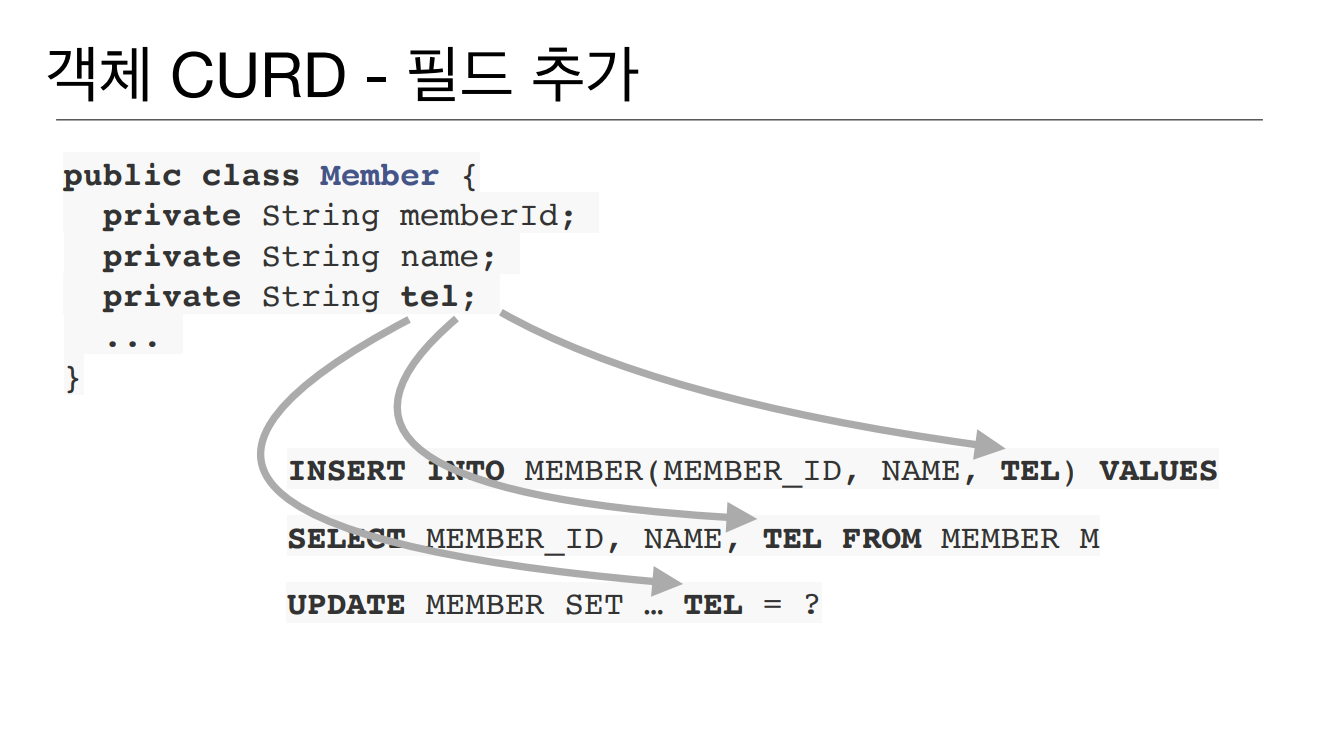 객체 CURD - 필드 추가
public class Member {
private String memberId;
private String name;
private String tel;
...
}
INSERT INTO MEMBER(MEMBER_ID, NAME, TEL) VALUES
SELECT MEMBER_ID, NAME, TEL FROM MEMBER M
UPDATE MEMBER SET … TEL = ?